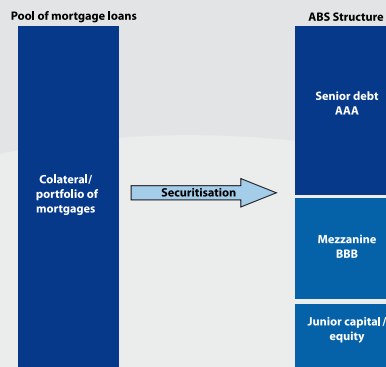 Pool of mortgage loans
ABS Structure
Senior debt
AAA
Colateral/
portfolio of
mortgages
Securitisation
Mezzanine
BBB
Junior capital /
equity